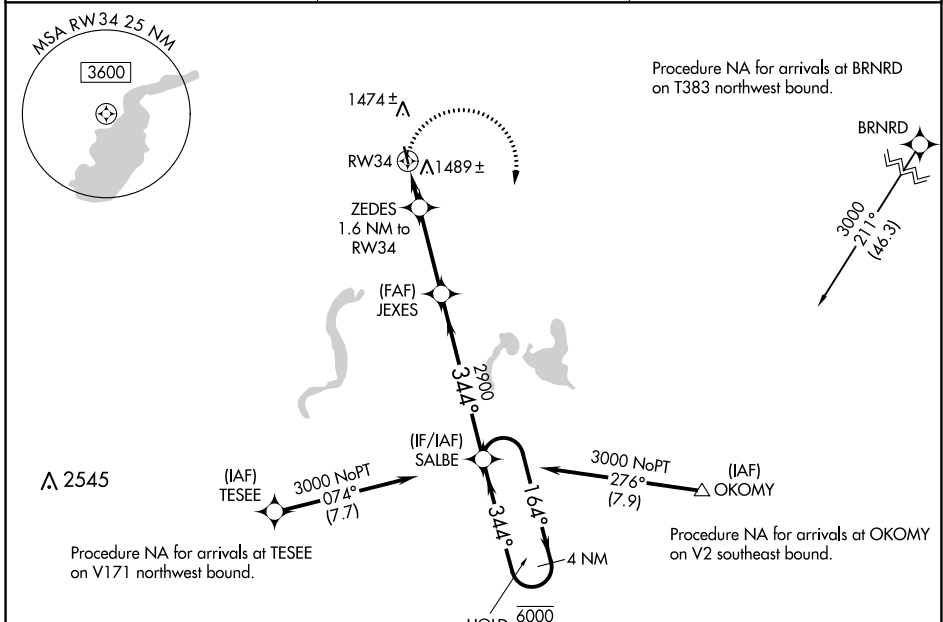 MSA RW34 25 NM
3600
Procedure NA for arrivals at BRNRD
on T383 northwest bound.
1474 ±
BRNRD
RW34
1489 ±
ZEDES
1.6 NM to
RW34
3000
211°
(46.3)
(FAF)
JEXES
2900
344°
(IF/IAF)
SALBE
2545
(IAF)
TESEE
3000 NoPT
074°
(7.7)
3000 NoPT
276°
(7.9)
(IAF)
OKOMY
344°
164°
Procedure NA for arrivals at TESEE
on V171 northwest bound.
Procedure NA for arrivals at OKOMY
on V2 southeast bound.
4 NM
HOLD 6000